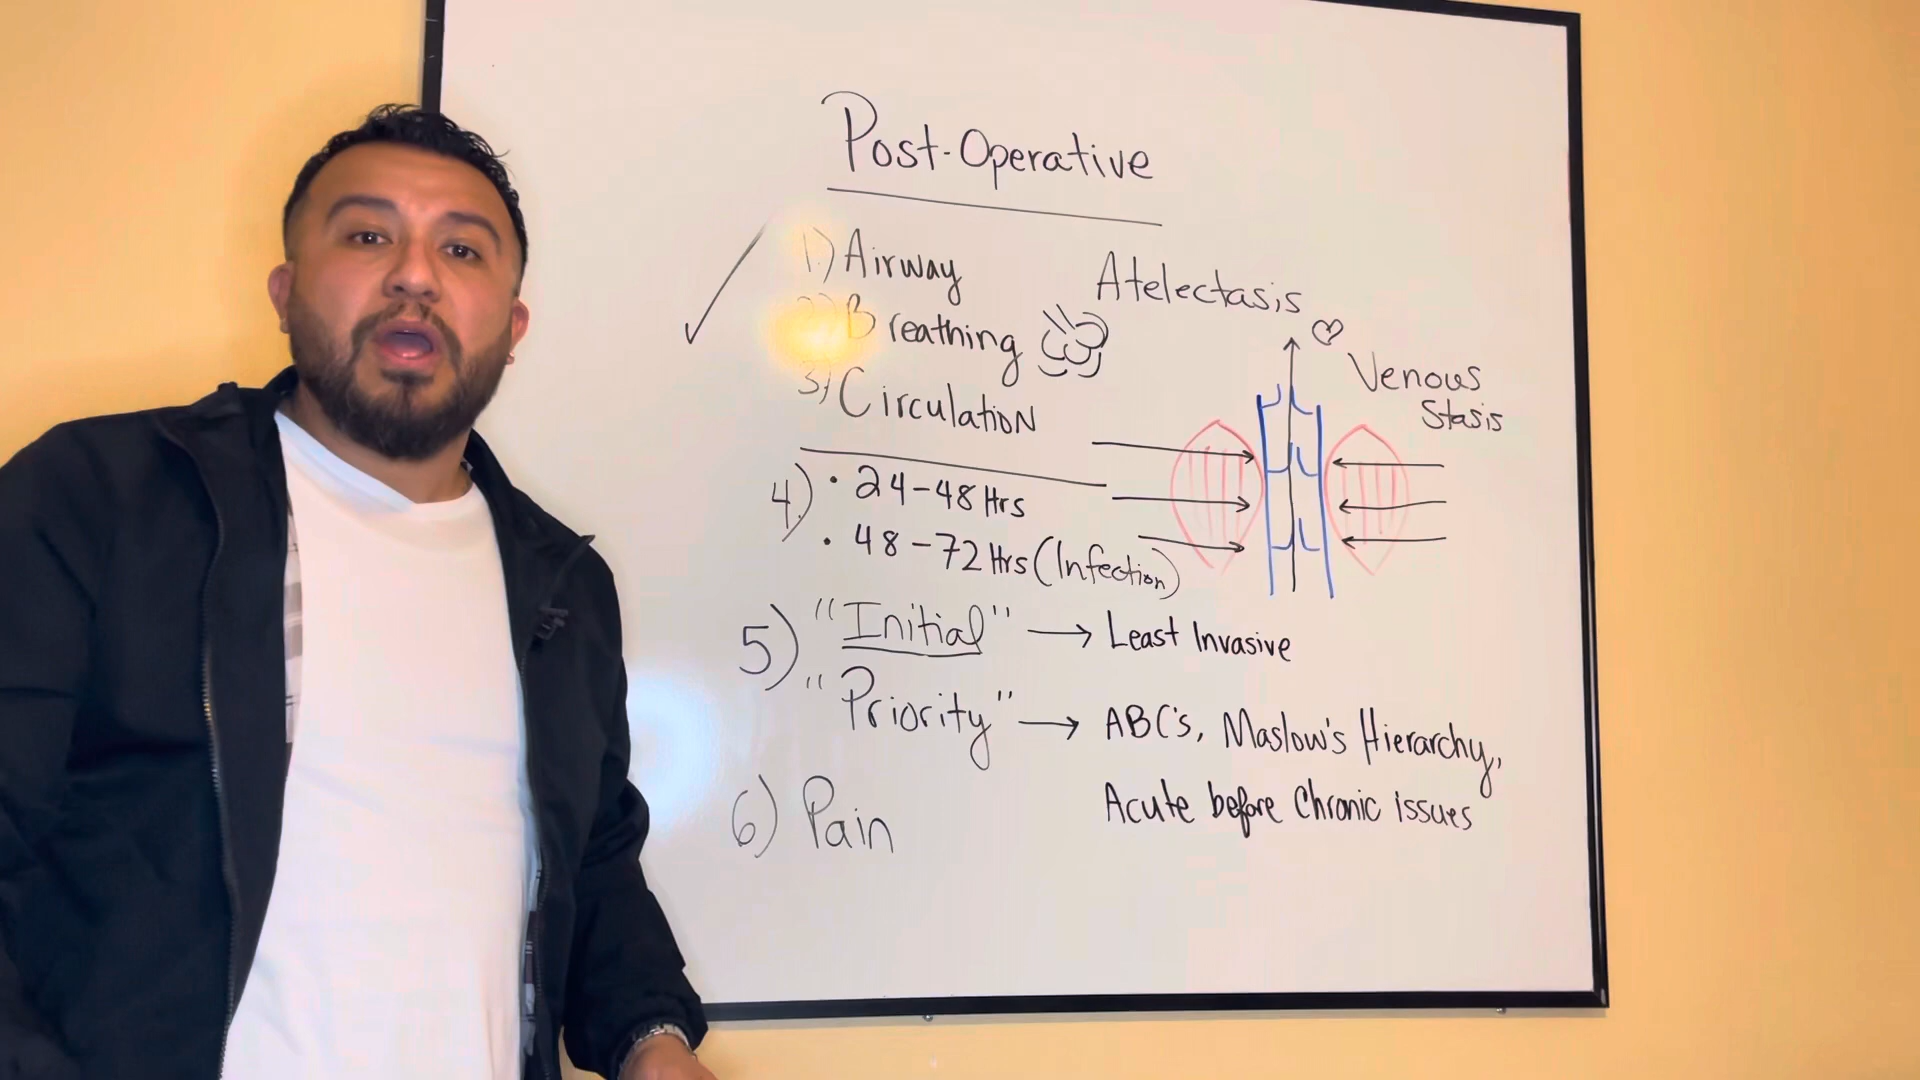 Post-Operative
1.) Airway
Atelectasis
2.) Breathing
3.) Circulation
Venous
Stasis
4.) • 24-48 Hrs
• 48-72 Hrs (Infection)
5) "Initial" → Least Invasive
"Priority" → ABC's, Maslow's Hierarchy,
Acute before Chronic issues
6) Pain